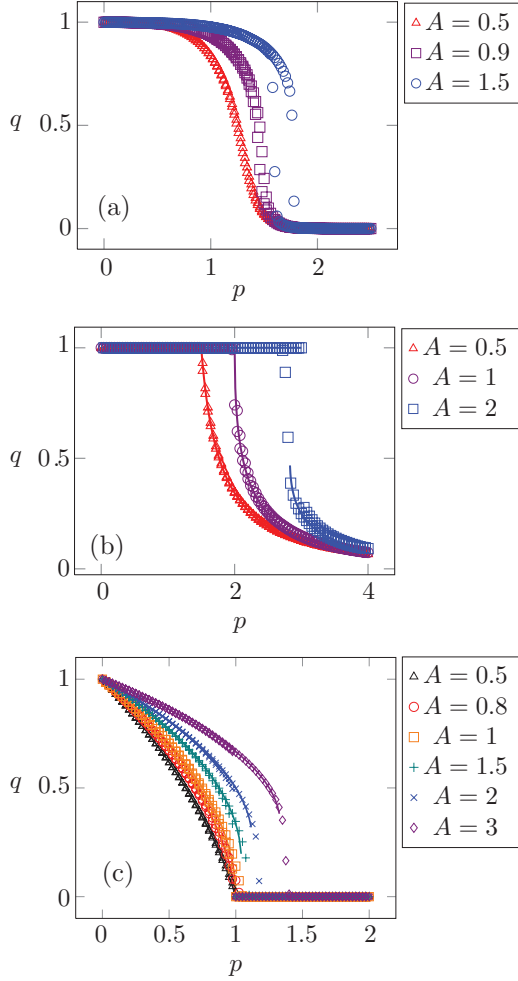 1
q 0.5
0
(a)
0 1 2
p
A = 0.5
A = 0.9
A = 1.5
1
q 0.5
0
(b)
0 2 4
p
A = 0.5
A = 1
A = 2
1
q 0.5
0
(c)
0 0.5 1 1.5 2
p
A = 0.5
A = 0.8
A = 1
A = 1.5
A = 2
A = 3